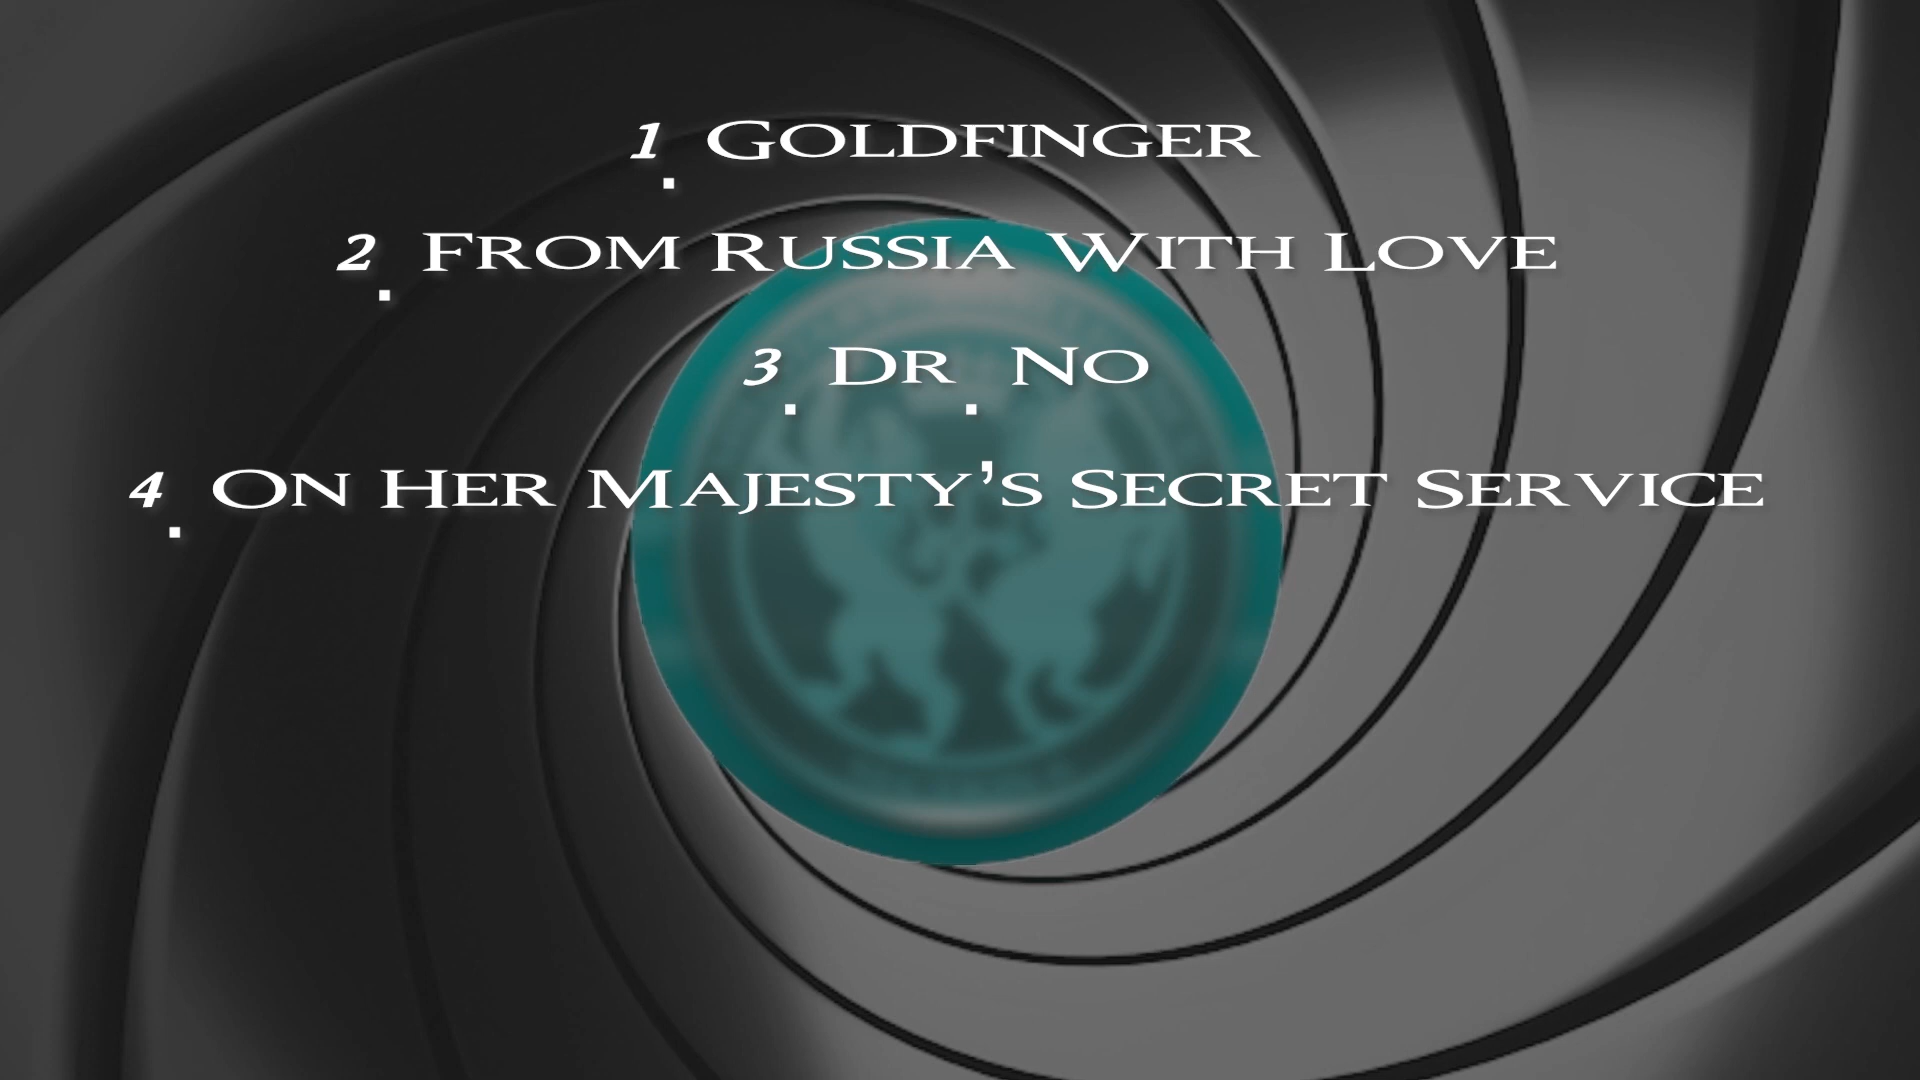 1. Goldfinger
2. From Russia With Love
3. Dr. No
4. On Her Majesty's Secret Service